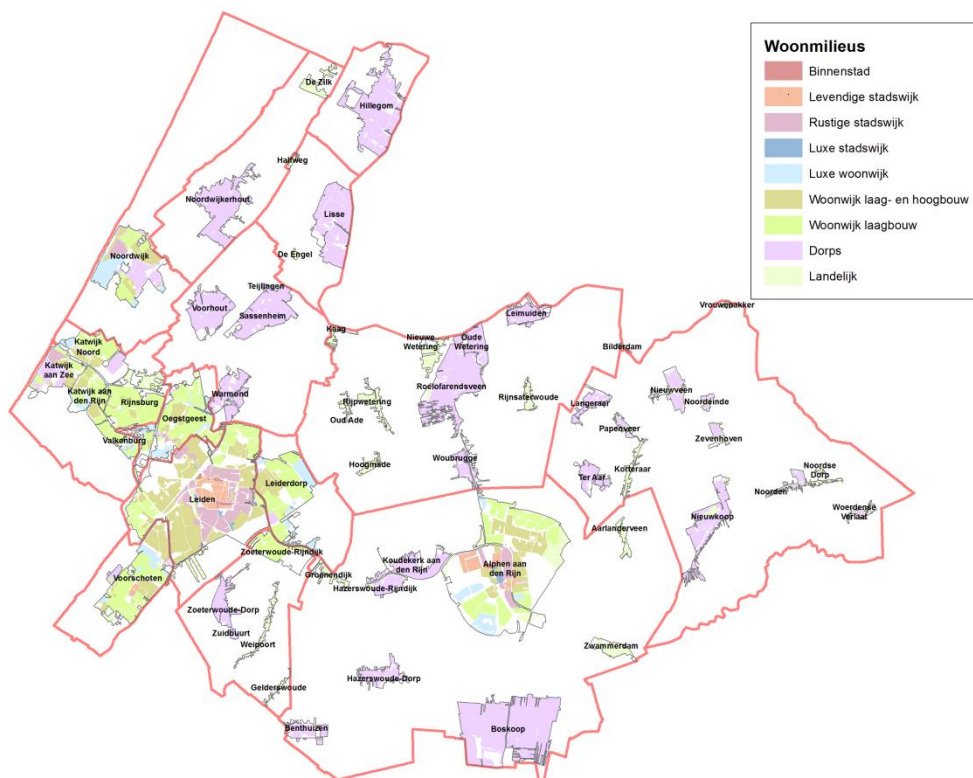 Woonmilieus
Binnenstad
Levendige stadswijk
Rustige stadswijk
Luxe stadswijk
Luxe woonwijk
Woonwijk laag- en hoogbouw
Woonwijk laagbouw
Dorps
Landelijk
De Zilk
Hillegom
Halfweg
Noordwijkerhout
Lisse
Noordwijk
De Engel
Teijlingen
Voorhout
Sassenheim
Leimuiden
Vrouwenakker
Kaag
Nieuwe
Wetering
Oude
Wetering
Bilderdam
Katwijk
Noord
Katwijk
aan Zee
Katwijk aan
den Rijn
Rijnsburg
Roelofarendsveen
Nieuwveen
Noordeinde
Warmond
Rijpwetering
Rijnsaterwoude
Langeraar
Oegstgeest
Oud Ade
Papenveer
Zevenhoven
Valkenburg
Woubrugge
Hoogmade
Korteraar
Noordse
Dorp
Leiderdorp
Ter Aar
Noorden
Leiden
Woerdense
Verlaat
Nieuwkoop
Aarlanderveen
Zoeterwoude-Rijndijk
Koudekerk aan
den Rijn
Alphen aan
den Rijn
Voorschoten
Groenendijk
Hazerswoude-Rijndijk
Zoeterwoude-Dorp
Zuidbuurt
Weipoort
Zwammerdam
Hazerswoude-Dorp
Gelderswoude
Benthuizen
Boskoop